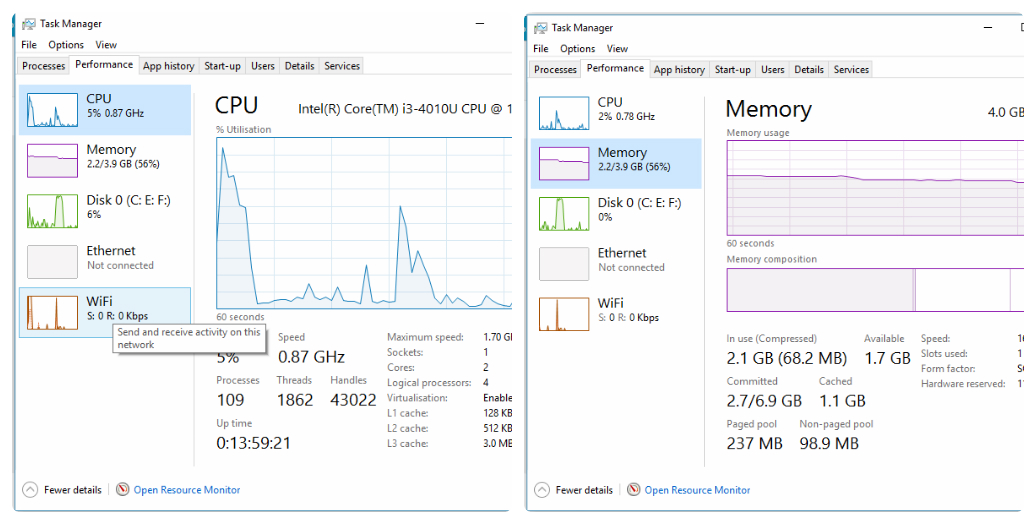 Task Manager
File Options View
Processes Performance App history Start-up Users Details Services
CPU
5% 0.87 GHz
Memory
2.2/3.9 GB (56%)
Disk 0 (C: E: F:)
6%
Ethernet
Not connected
WiFi
S: 0 R: 0 Kbps
Send and receive activity on this
network
CPU Intel(R) Core(TM) i3-4010U CPU @ 1
% Utilisation
60 seconds
Speed
5% 0.87 GHz
Processes Threads Handles
109 1862 43022
Up time
0:13:59:21
Maximum speed: 1.70
Sockets: 1
Cores: 2
Logical processors: 4
Virtualisation: Enable
L1 cache: 128 KB
L2 cache: 512 KB
L3 cache: 3.0 MB
Fewer details Open Resource Monitor
Task Manager
File Options View
Processes Performance App history Start-up Users Details Services
CPU
2% 0.78 GHz
Memory
2.2/3.9 GB (56%)
Disk 0 (C: E: F:)
0%
Ethernet
Not connected
WiFi
S: 0 R: 0 Kbps
Memory 4.0 GB
Memory usage
60 seconds
Memory composition
In use (Compressed) Available
2.1 GB (68.2 MB) 1.7 GB
Committed Cached
2.7/6.9 GB 1.1 GB
Paged pool Non-paged pool
237 MB 98.9 MB
Speed:
Slots used:
Form factor:
Hardware reserved:
Fewer details Open Resource Monitor